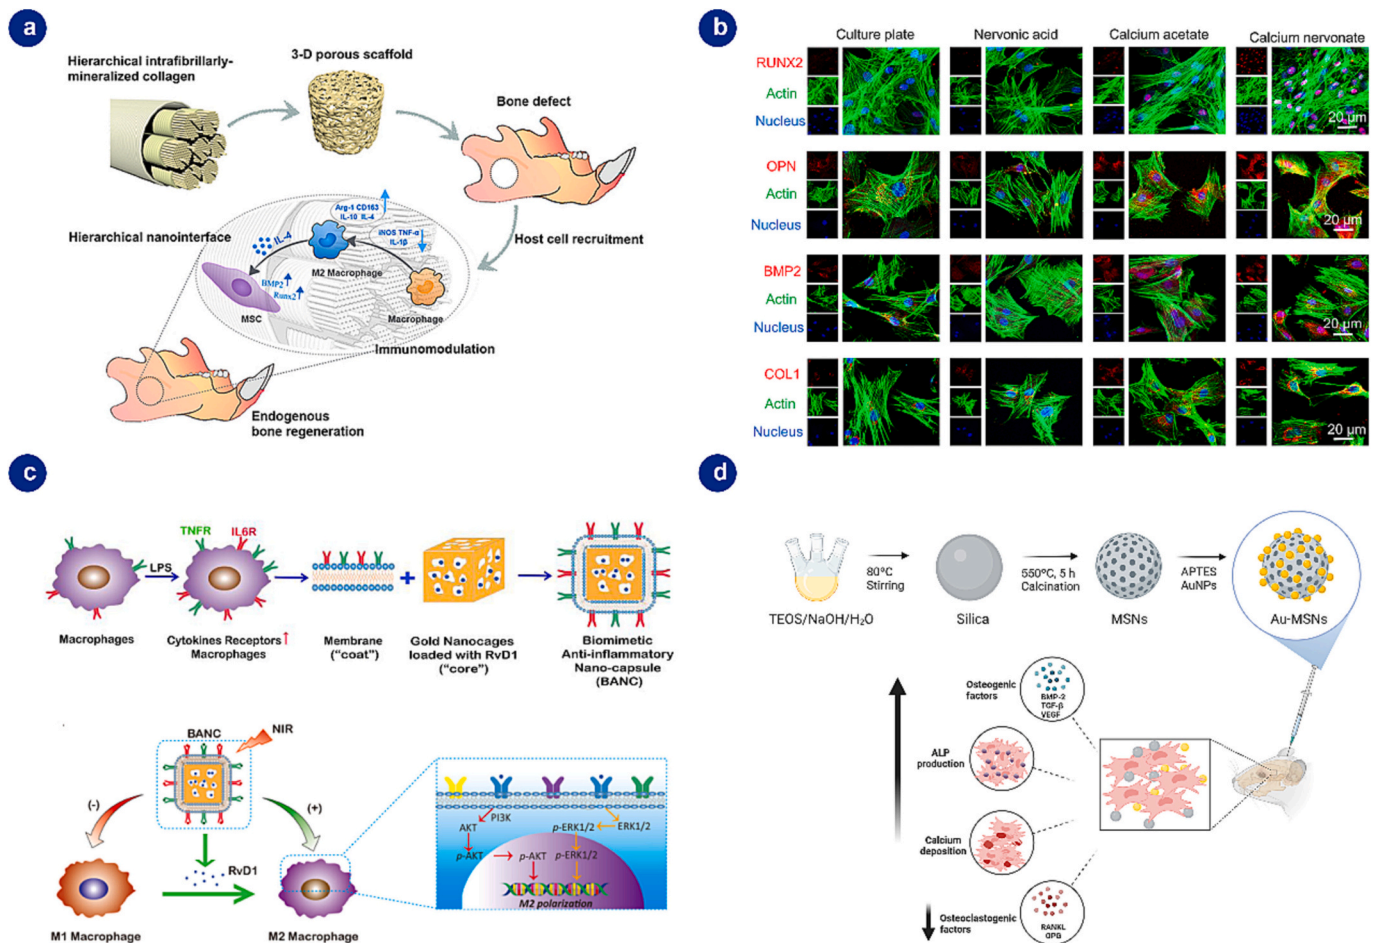 a
Hierarchical intrafibrillarly-
mineralized collagen
3-D porous scaffold
Bone defect
Host cell recruitment
Hierarchical nanointerface
Arg-1 CD163
IL-10 IL-4
iNOS TNF-α
IL-1β
IL-4
M2 Macrophage
BMP2
Runx2
MSC
Macrophage
Immunomodulation
Endogenous
bone regeneration
b
Culture plate
Nervonic acid
Calcium acetate
Calcium nervonate
RUNX2
Actin
Nucleus
20 μm
OPN
Actin
Nucleus
20 μm
BMP2
Actin
Nucleus
20 μm
COL1
Actin
Nucleus
20 μm
c
TNFR
IL6R
LPS
+
Macrophages
Cytokines Receptors↑
Macrophages
Membrane
("coat")
Gold Nanocages
loaded with RvD1
("core")
Biomimetic
Anti-inflammatory
Nano-capsule
(BANC)
BANC
NIR
(-)
(+)
RvD1
M1 Macrophage
M2 Macrophage
PI3K
AKT
p-AKT
p-AKT
p-ERK1/2
ERK1/2
p-ERK1/2
M2 polarization
d
80°C
Stirring
550°C, 5 h
Calcination
APTES
AuNPs
TEOS/NaOH/H₂O
Silica
MSNs
Au-MSNs
Osteogenic
factors
BMP-2
TGF-β
VEGF
ALP
production
Calcium
deposition
Osteoclastogenic
factors
RANKL
OPG